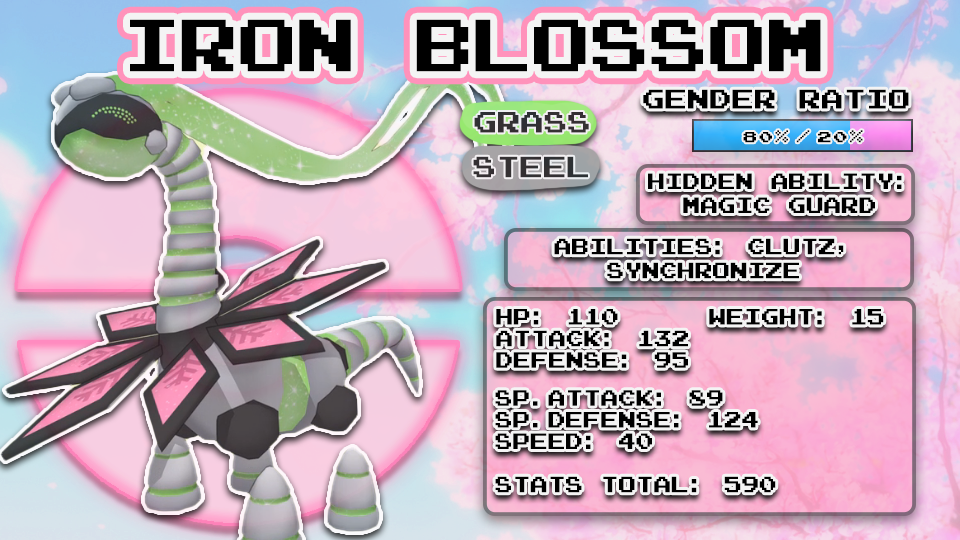 IRON BLOSSOM
GENDER RATIO
80% / 20%
GRASS
STEEL
HIDDEN ABILITY:
MAGIC GUARD
ABILITIES: CLUTZ,
SYNCHRONIZE
HP: 110 WEIGHT: 15
ATTACK: 132
DEFENSE: 95
SP. ATTACK: 89
SP. DEFENSE: 124
SPEED: 40
STATS TOTAL: 590